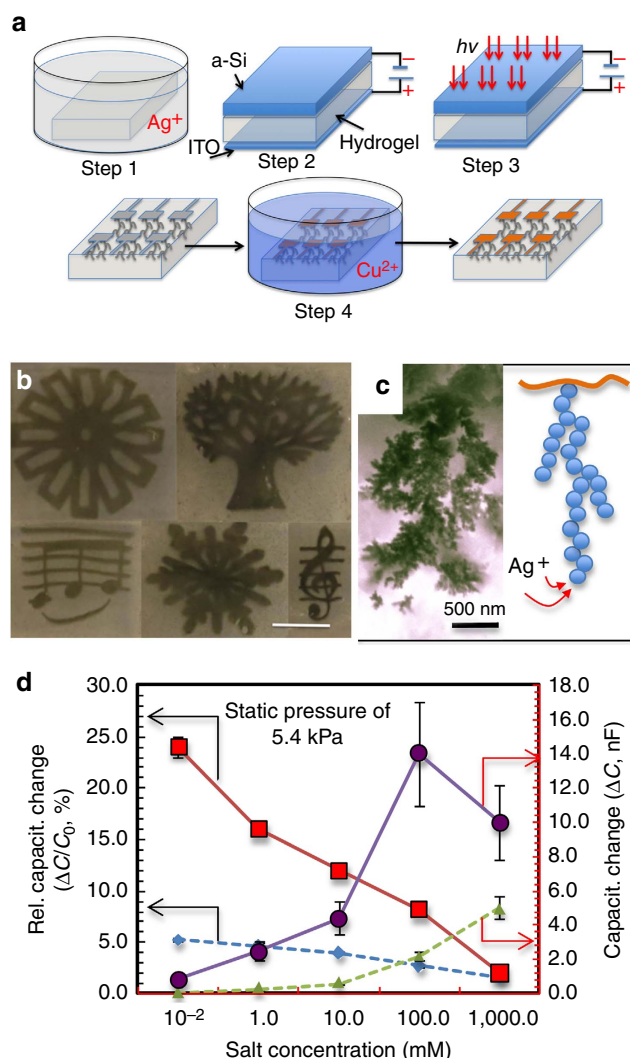 a
a-Si
hv
−
+
−
+
Ag+
ITO
Hydrogel
Step 1
Step 2
Step 3
Cu2+
Step 4
b
c
Ag+
500 nm
d
Static pressure of
5.4 kPa
Rel. capacit. change
(ΔC/C0, %)
30.0
25.0
20.0
15.0
10.0
5.0
0.0
18.0
16.0
14.0
12.0
10.0
8.0
6.0
4.0
2.0
0.0
Capacit. change (ΔC, nF)
10−2
1.0
10.0
100.0
1,000.0
Salt concentration (mM)